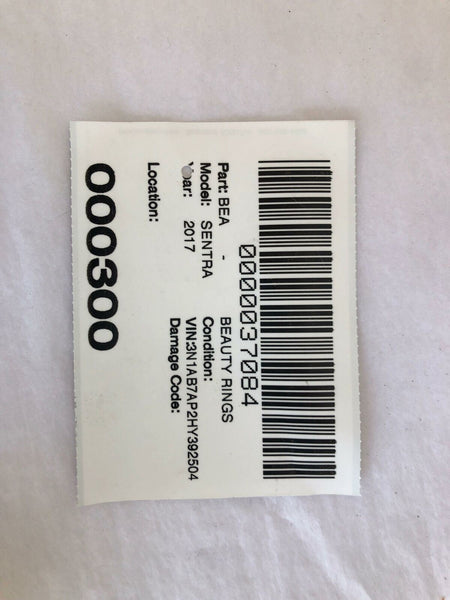 0000037084
Part: BEA - BEAUTY RINGS
Model: SENTRA Condition:
Year: 2017 VIN3N1AB7AP2HY392504
Damage Code:
Location:
000300